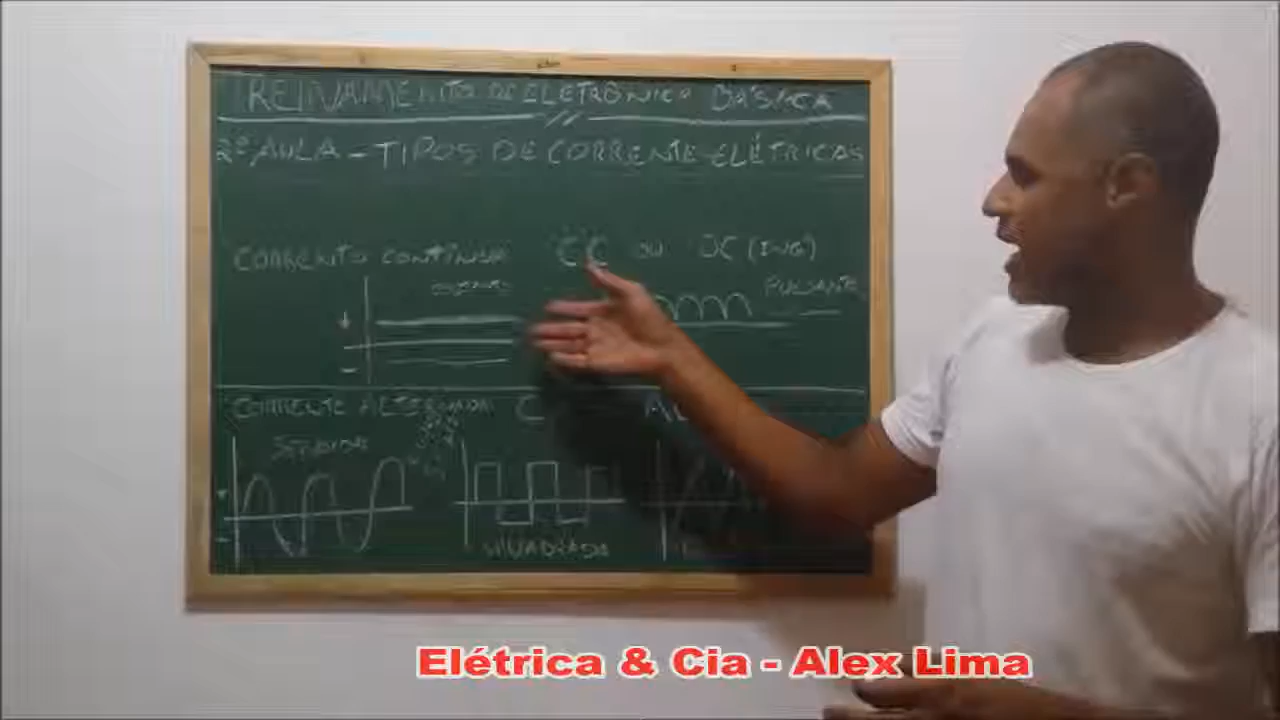 TREINAMENTO DE ELETRÔNICA BÁSICA
2ª AULA - TIPOS DE CORRENTE ELÉTRICAS
CORRENTE CONTÍNUA CC OU DC (ING)
PULSANTE
+
-
CORRENTE ALTERNADA C
SENOIDAL
+
-
QUADRADA
Elétrica & Cia - Alex Lima